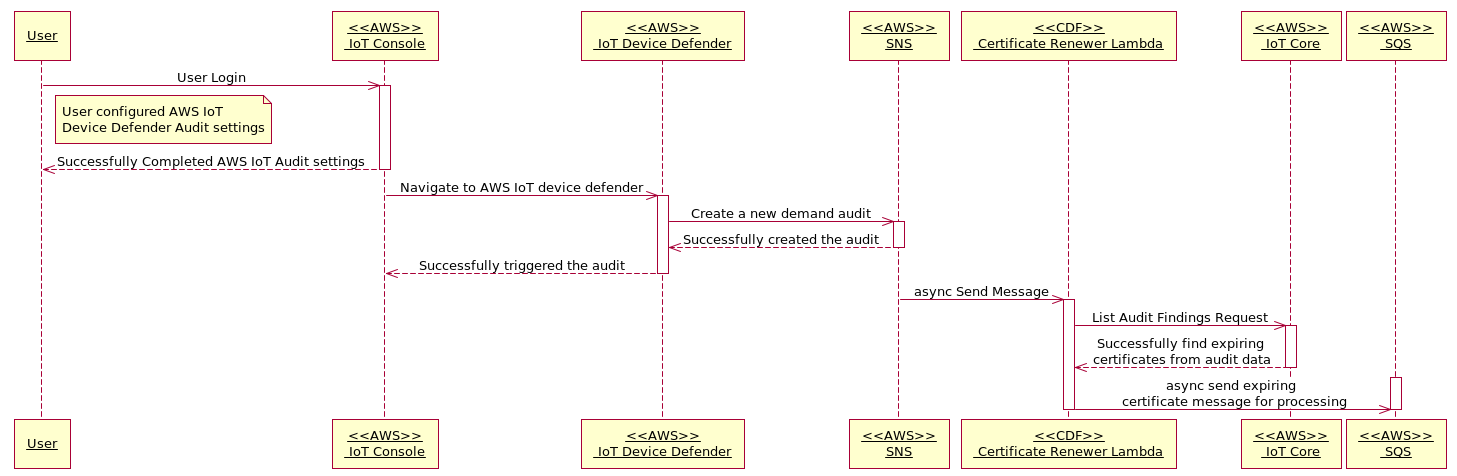 User
<<AWS>>
IoT Console
<<AWS>>
IoT Device Defender
<<AWS>>
SNS
<<CDF>>
Certificate Renewer Lambda
<<AWS>>
IoT Core
<<AWS>>
SQS
User Login
User configured AWS IoT
Device Defender Audit settings
Successfully Completed AWS IoT Audit settings
Navigate to AWS IoT device defender
Create a new demand audit
Successfully created the audit
Successfully triggered the audit
async Send Message
List Audit Findings Request
Successfully find expiring
certificates from audit data
async send expiring
certificate message for processing
User
<<AWS>>
IoT Console
<<AWS>>
IoT Device Defender
<<AWS>>
SNS
<<CDF>>
Certificate Renewer Lambda
<<AWS>>
IoT Core
<<AWS>>
SQS